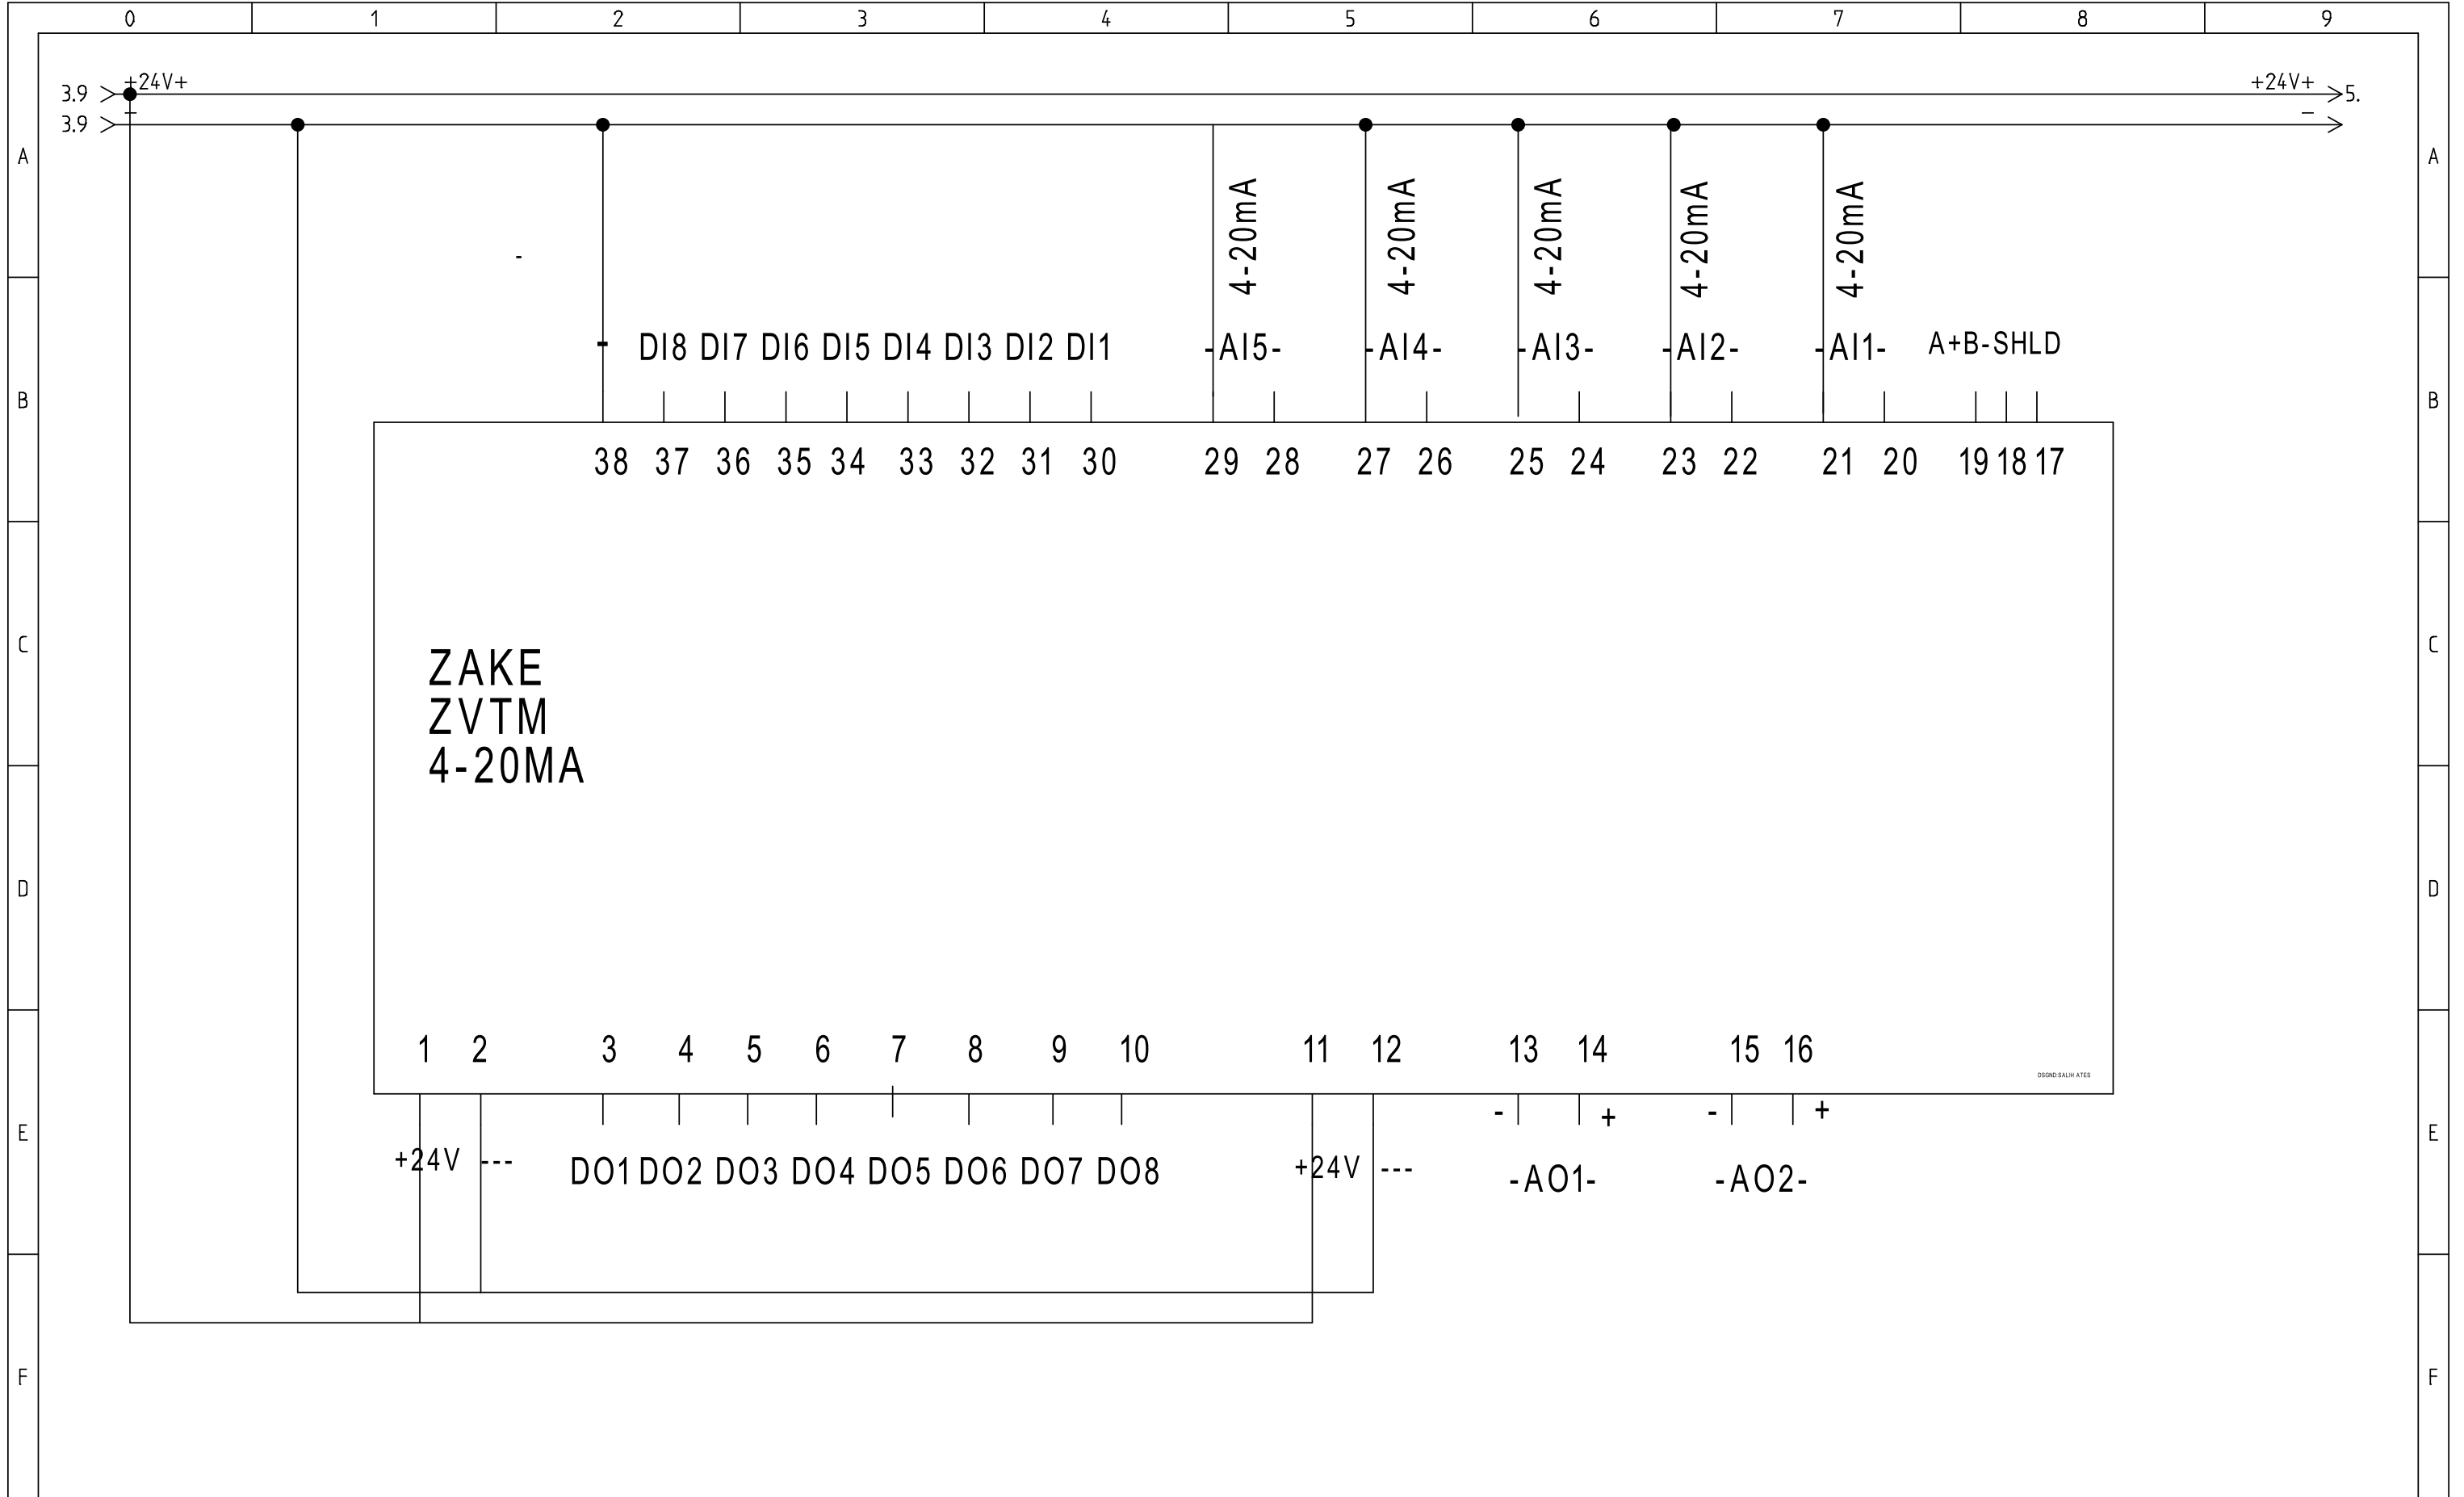 0 1 2 3 4 5 6 7 8 9
+24V+ +24V+
3.9 5.
- -
3.9
A A
4-20mA 4-20mA 4-20mA 4-20mA 4-20mA
-
- DI8 DI7 DI6 DI5 DI4 DI3 DI2 DI1 -AI5- -AI4- -AI3- -AI2- -AI1- A+B-SHLD
B B
38 37 36 35 34 33 32 31 30 29 28 27 26 25 24 23 22 21 20 19 18 17
C C
ZAKE
ZVTM
4-20MA
D D
1 2 3 4 5 6 7 8 9 10 11 12 13 14 15 16
DSGND:SALIH ATES
- + - +
E E
+24V --- DO1 DO2 DO3 DO4 DO5 DO6 DO7 DO8 +24V --- -AO1- -AO2-
F F